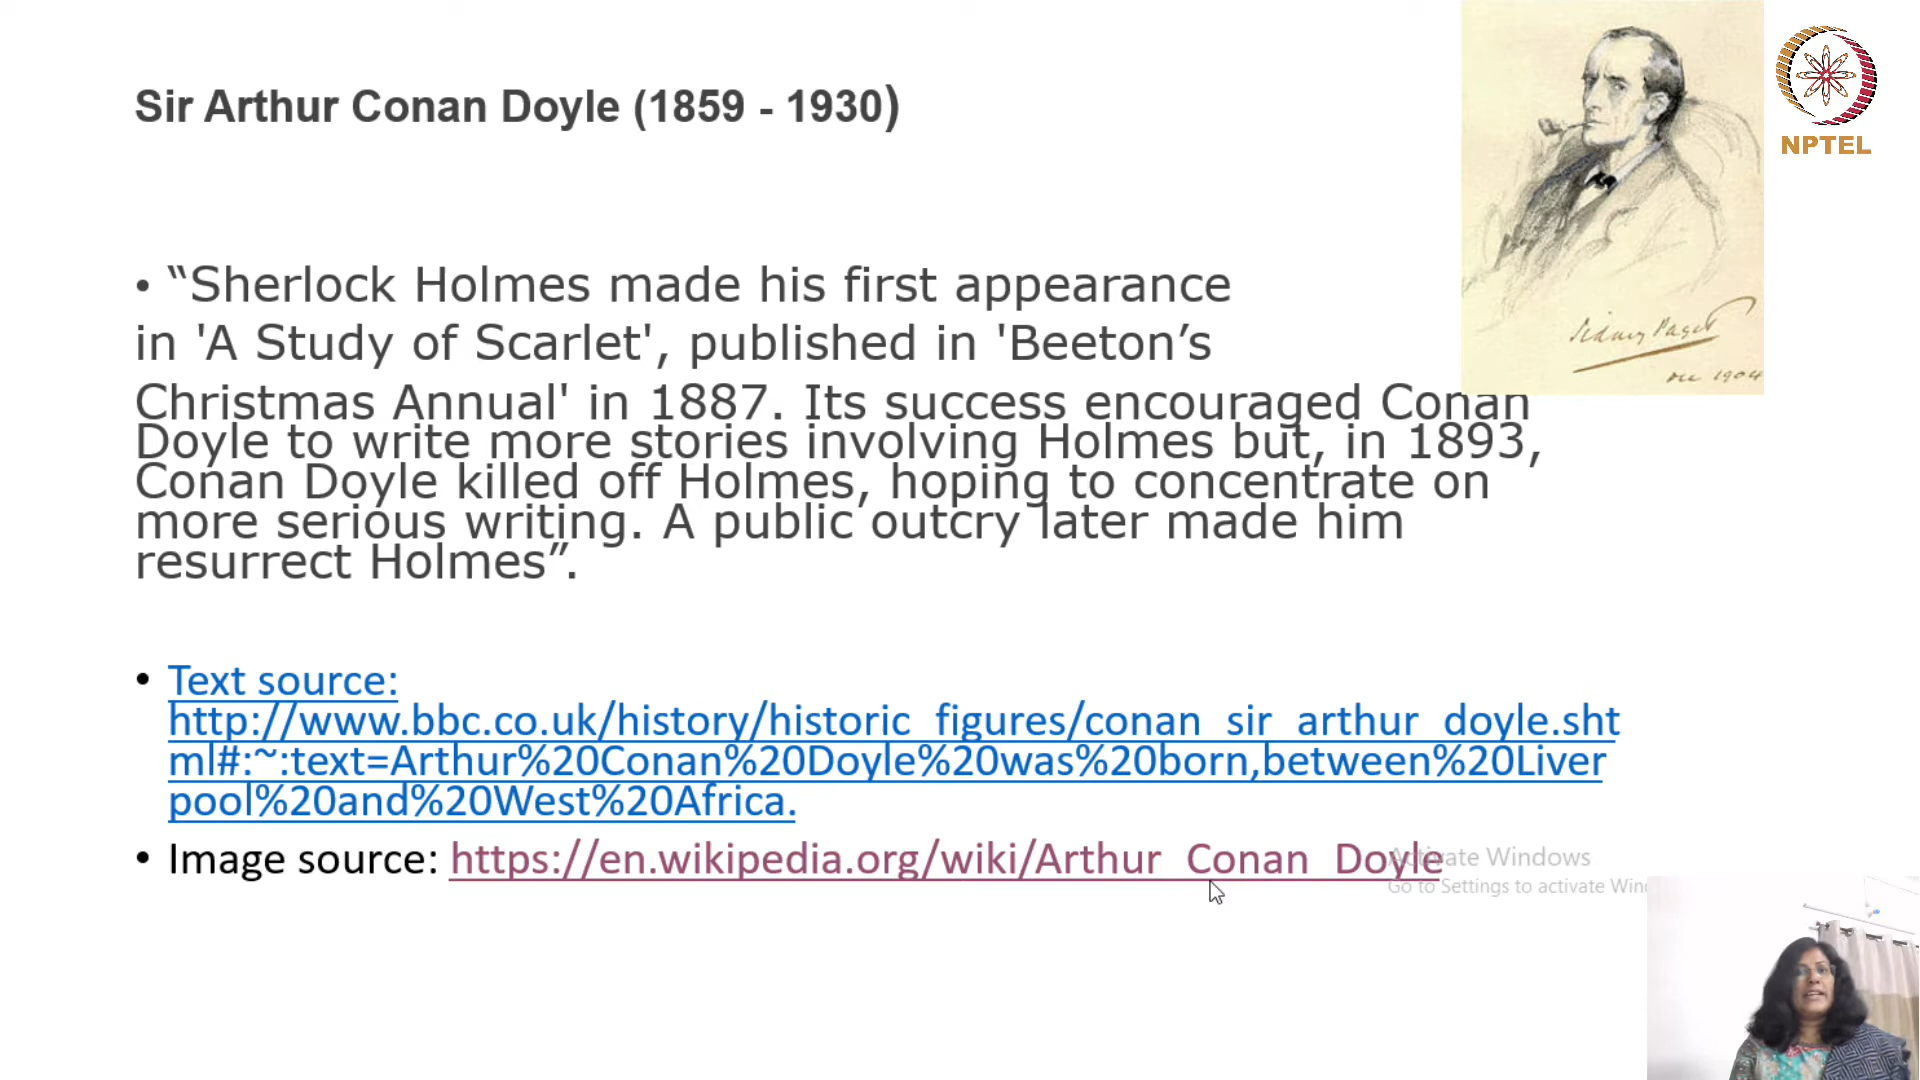 Sir Arthur Conan Doyle (1859 - 1930)
NPTEL
• “Sherlock Holmes made his first appearance
in 'A Study of Scarlet', published in 'Beeton’s
Christmas Annual' in 1887. Its success encouraged Conan
Doyle to write more stories involving Holmes but, in 1893,
Conan Doyle killed off Holmes, hoping to concentrate on
more serious writing. A public outcry later made him
resurrect Holmes”.
Sidney Paget
1904
• Text source:
http://www.bbc.co.uk/history/historic_figures/conan_sir_arthur_doyle.sht
ml#:~:text=Arthur%20Conan%20Doyle%20was%20born,between%20Liver
pool%20and%20West%20Africa.
• Image source: https://en.wikipedia.org/wiki/Arthur_Conan_Doyle
Activate Windows
Go to Settings to activate Win